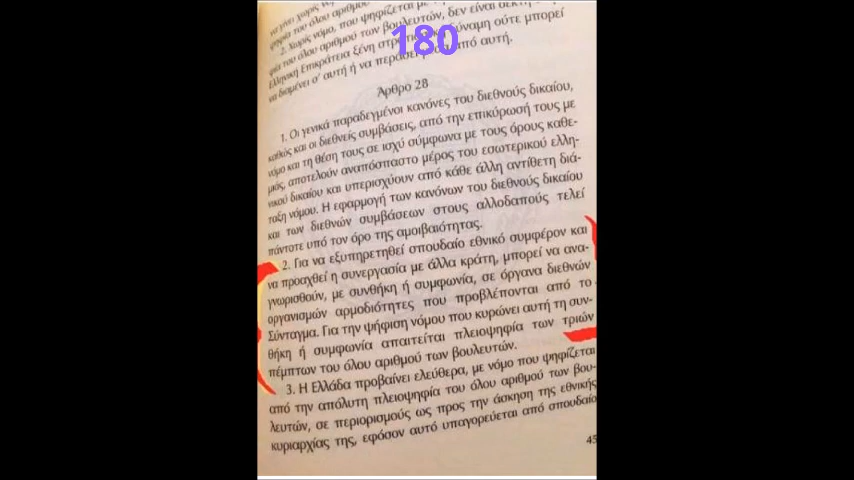 να γίνει χωρίς
ψηφία του όλου αριθμού
2. Χωρίς νόμο, που ψηφίζεται με
φία του όλου αριθμού των βουλευτών, δεν είναι δεκτή
Ελληνική Επικράτεια ξένη δύναμη ούτε μπορεί
να διαμένει σ' αυτή ή να περάσει από αυτή.
180
Άρθρο 28
1. Οι γενικά παραδεγμένοι κανόνες του διεθνούς δικαίου,
καθώς και οι διεθνείς συμβάσεις, από την επικύρωσή τους με
νόμο και τη θέση τους σε ισχύ σύμφωνα με τους όρους καθε-
μιάς, αποτελούν αναπόσπαστο μέρος του εσωτερικού ελλη-
νικού δικαίου και υπερισχύουν από κάθε άλλη αντίθετη διά-
ταξη νόμου. Η εφαρμογή των κανόνων του διεθνούς δικαίου
και των διεθνών συμβάσεων στους αλλοδαπούς τελεί
πάντοτε υπό τον όρο της αμοιβαιότητας.
2. Για να εξυπηρετηθεί σπουδαίο εθνικό συμφέρον και
να προαχθεί η συνεργασία με άλλα κράτη, μπορεί να ανα-
γνωρισθούν, με συνθήκη ή συμφωνία, σε όργανα διεθνών
οργανισμών αρμοδιότητες που προβλέπονται από το
Σύνταγμα. Για την ψήφιση νόμου που κυρώνει αυτή τη συν-
θήκη ή συμφωνία απαιτείται πλειοψηφία των τριών
πέμπτων του όλου αριθμού των βουλευτών.
3. Η Ελλάδα προβαίνει ελεύθερα, με νόμο που ψηφίζεται
από την απόλυτη πλειοψηφία του όλου αριθμού των βου-
λευτών, σε περιορισμούς ως προς την άσκηση της εθνικής
κυριαρχίας της, εφόσον αυτό υπαγορεύεται από σπουδαίο
45